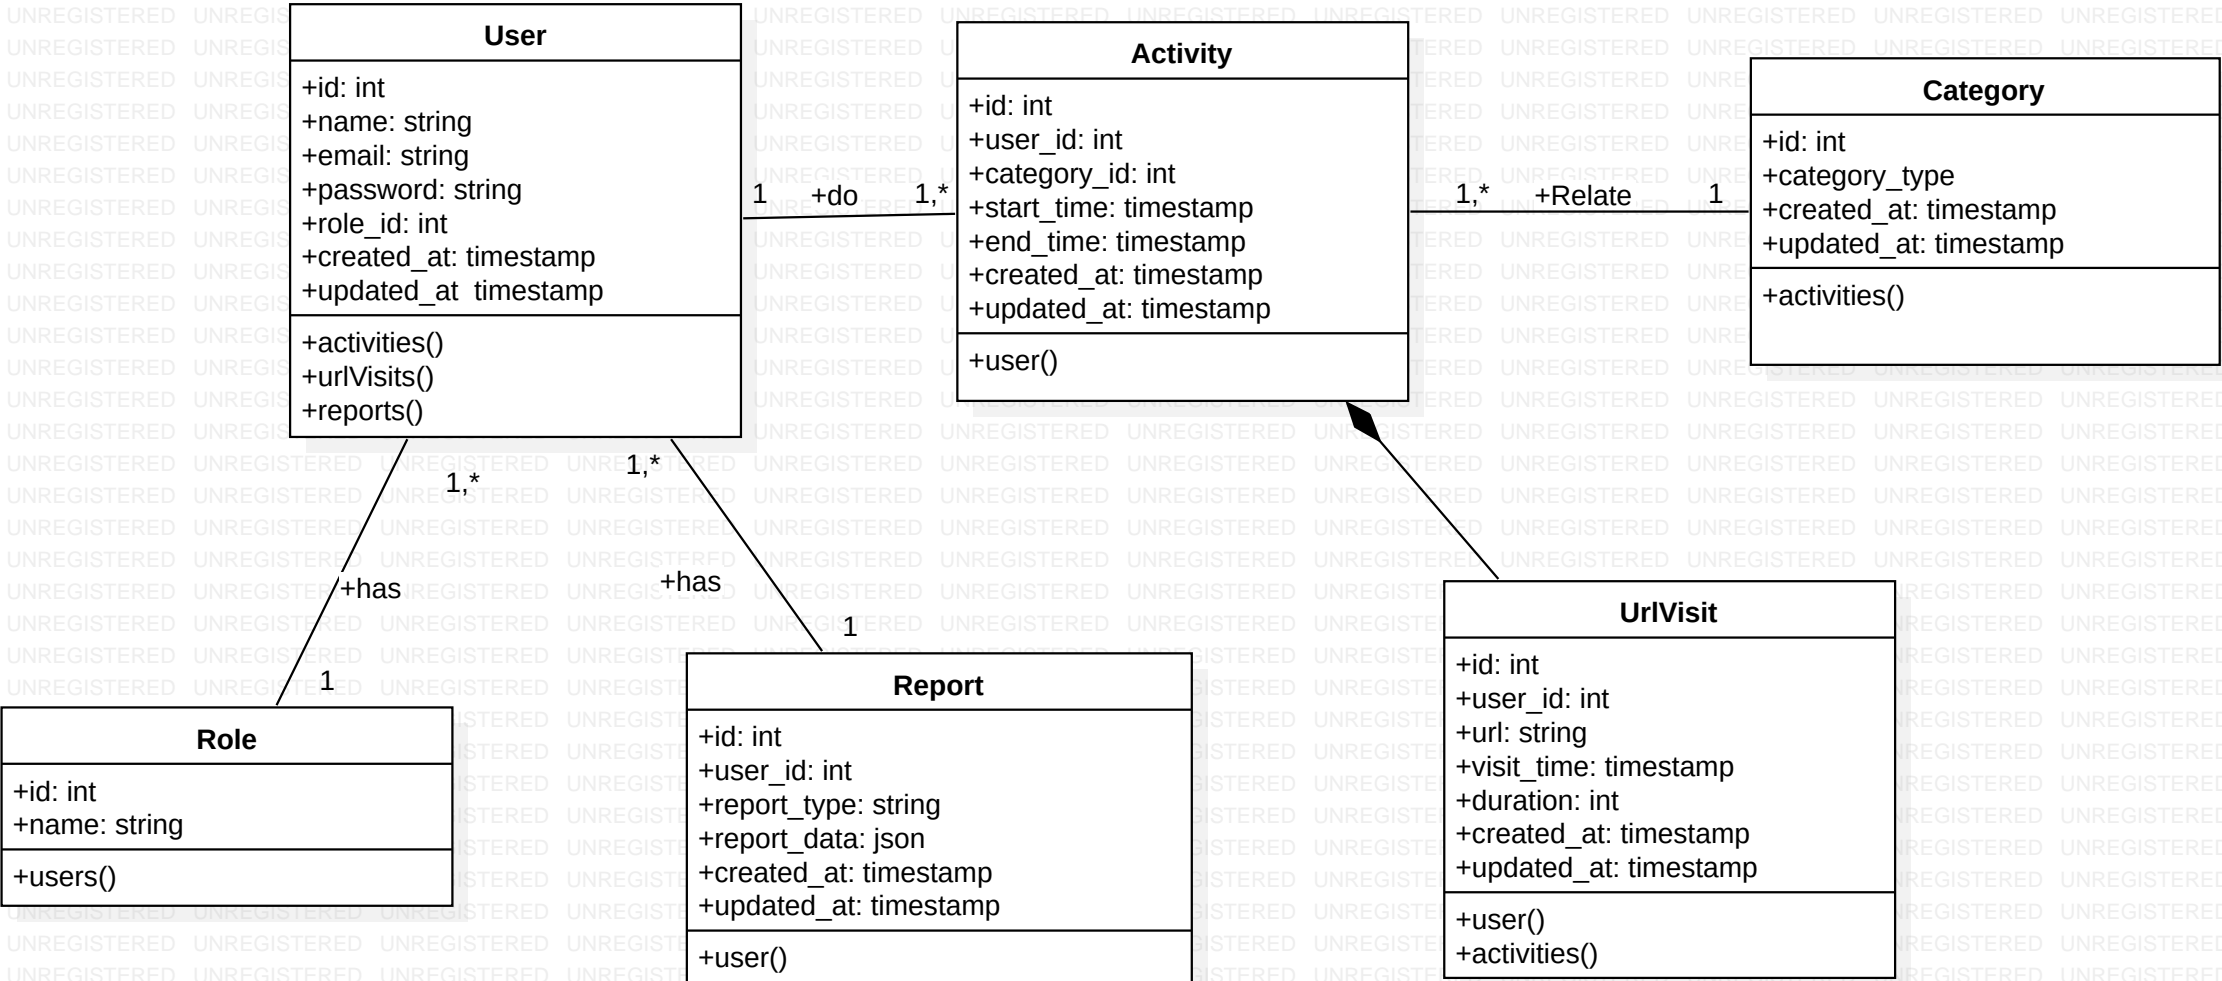 User
+id: int
+name: string
+email: string
+password: string
+role_id: int
+created_at: timestamp
+updated_at  timestamp
+activities()
+urlVisits()
+reports()
1
+do
1,*
Activity
+id: int
+user_id: int
+category_id: int
+start_time: timestamp
+end_time: timestamp
+created_at: timestamp
+updated_at: timestamp
+user()
1,*
+Relate
1
Category
+id: int
+category_type
+created_at: timestamp
+updated_at: timestamp
+activities()
1,*
+has
1
1,*
+has
1
Role
+id: int
+name: string
+users()
Report
+id: int
+user_id: int
+report_type: string
+report_data: json
+created_at: timestamp
+updated_at: timestamp
+user()
UrlVisit
+id: int
+user_id: int
+url: string
+visit_time: timestamp
+duration: int
+created_at: timestamp
+updated_at: timestamp
+user()
+activities()
UNREGISTERED